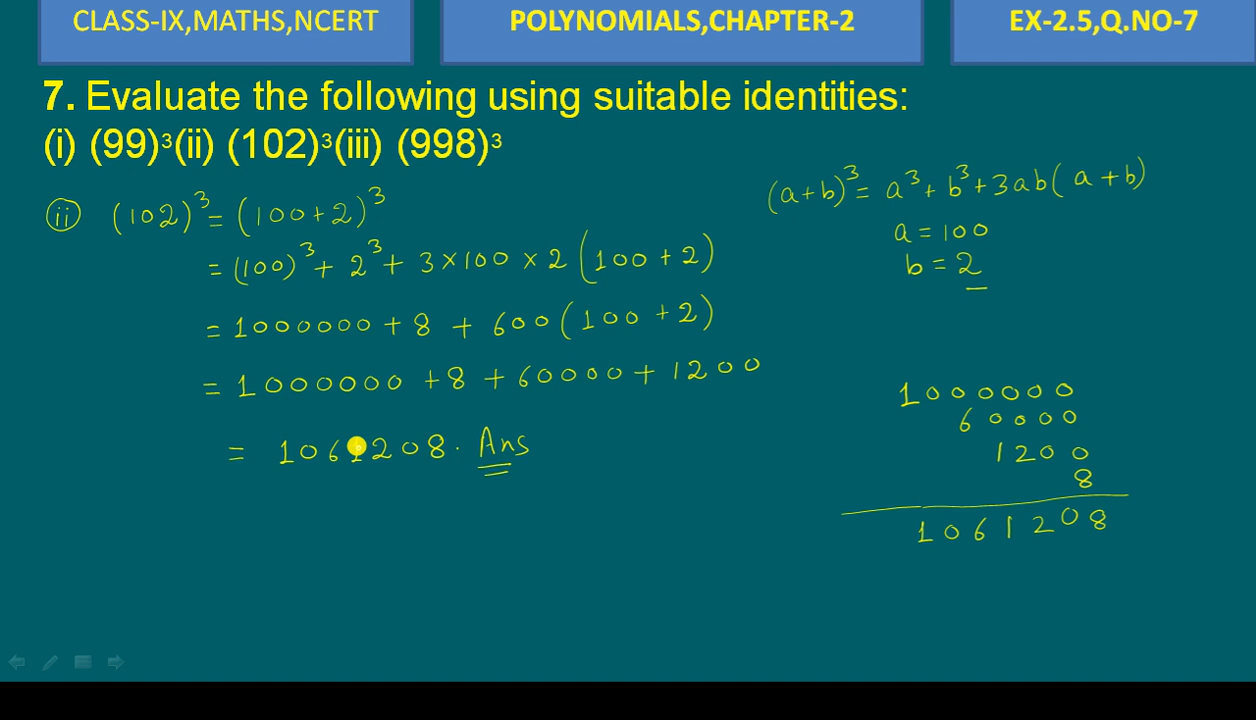 CLASS-IX,MATHS,NCERT
POLYNOMIALS,CHAPTER-2
EX-2.5,Q.NO-7
7. Evaluate the following using suitable identities:
(i) (99)³(ii) (102)³(iii) (998)³
(ii) (102)³ = (100+2)³
= (100)³ + 2³ + 3×100×2(100+2)
= 1000000 + 8 + 600(100+2)
= 1000000 + 8 + 60000 + 1200
= 1061208. Ans
(a+b)³ = a³ + b³ + 3ab(a+b)
a = 100
b = 2
1000000
60000
1200
8
1061208